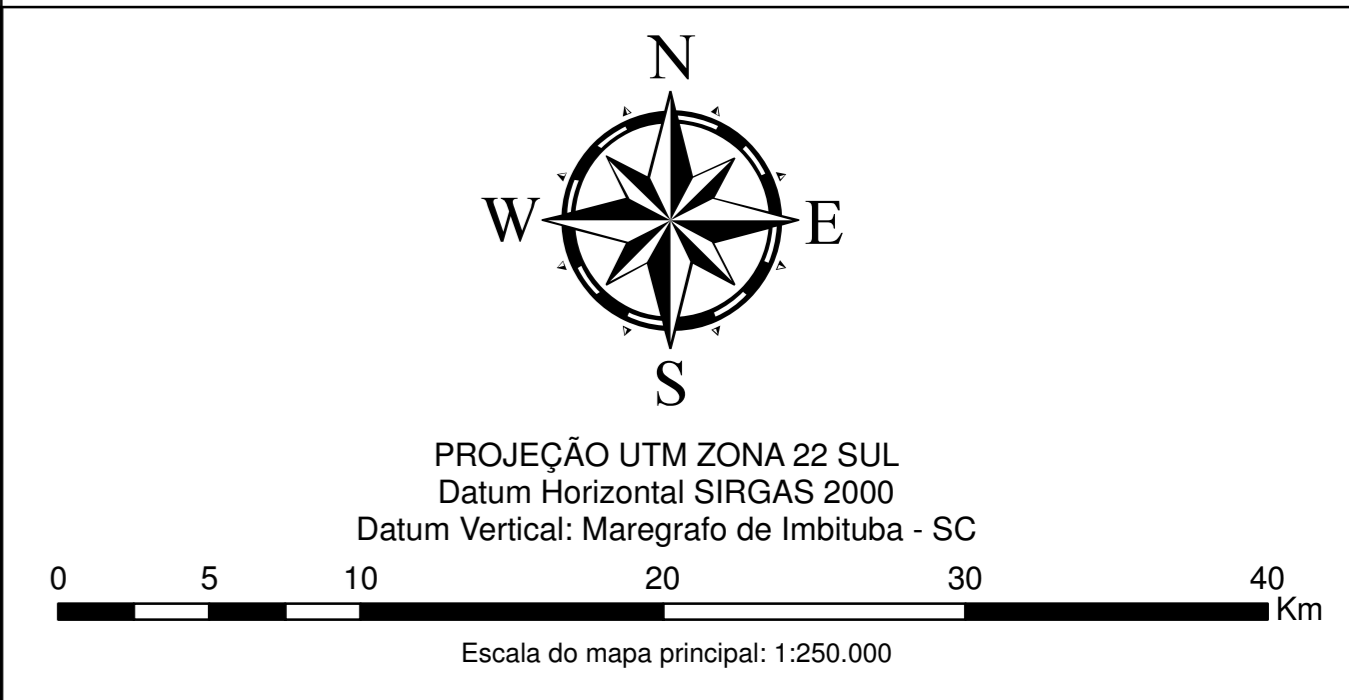 N
W E
S
PROJEÇÃO UTM ZONA 22 SUL
Datum Horizontal SIRGAS 2000
Datum Vertical: Maregrafo de Imbituba - SC
0 5 10 20 30 40
Km
Escala do mapa principal: 1:250.000